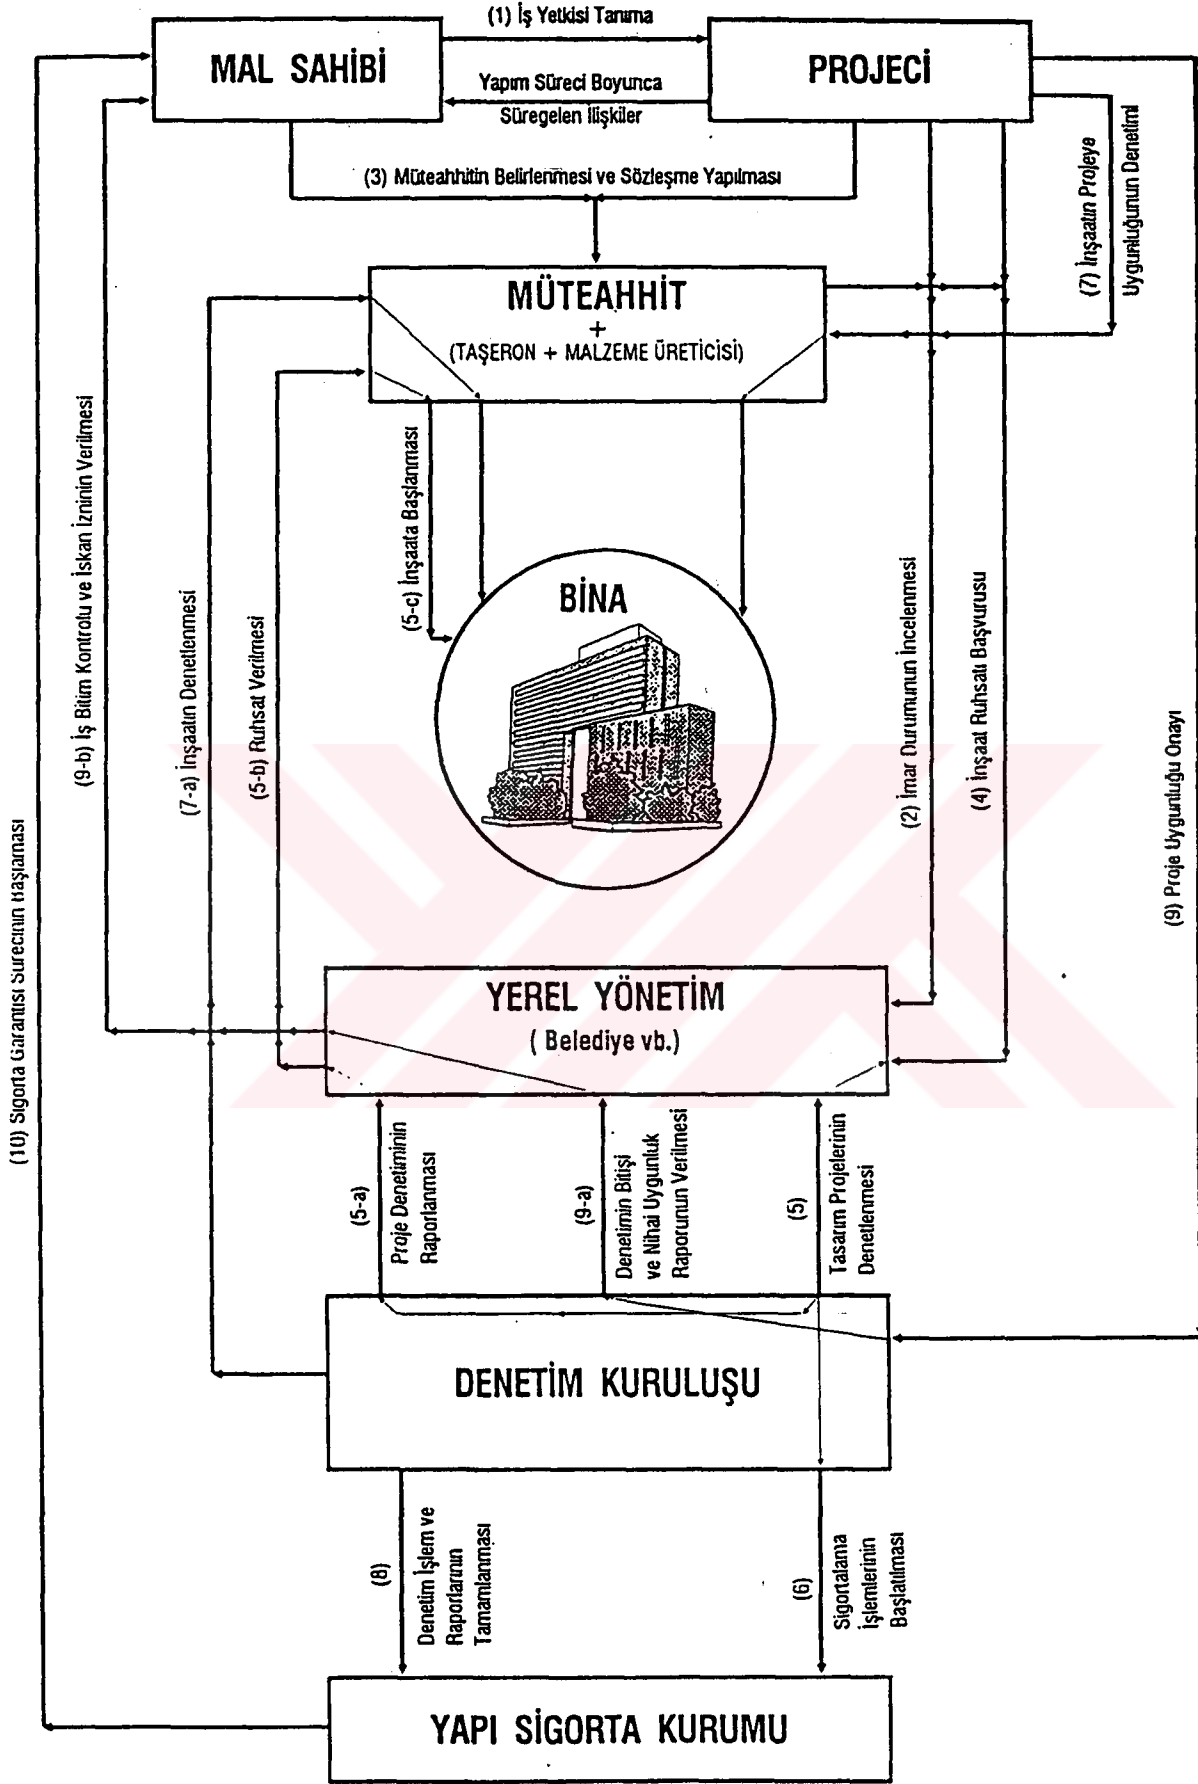 (1) İş Yetkisi Tanıma
MAL SAHİBİ
PROJECİ
Yapım Süreci Boyunca
Süregelen İlişkiler
(3) Müteahhitin Belirlenmesi ve Sözleşme Yapılması
(7) İnşaatın Projeye
Uygunluğunun Denetimi
MÜTEAHHİT
+
(TAŞERON + MALZEME ÜRETİCİSİ)
(9-b) İş Bitim Kontrolu ve İskan İzninin Verilmesi
(7-a) İnşaatın Denetlenmesi
(5-b) Ruhsat Verilmesi
(5-c) İnşaata Başlanması
BİNA
(2) İmar Durumunun İncelenmesi
(4) İnşaat Ruhsatı Başvurusu
(9) Proje Uygunluğu Onayı
(10) Sigorta Garantisi Sürecinin Başlaması
YEREL YÖNETİM
( Belediye vb.)
(5-a)
Proje Denetiminin
Raporlanması
(9-a)
Denetimin Bitişi
ve Nihai Uygunluk
Raporunun Verilmesi
(5)
Tasarım Projelerinin
Denetlenmesi
DENETİM KURULUŞU
(8)
Denetim İşlem ve
Raporlarının
Tamamlanması
(6)
Sigortalama
İşlemlerinin
Başlatılması
YAPI SİGORTA KURUMU